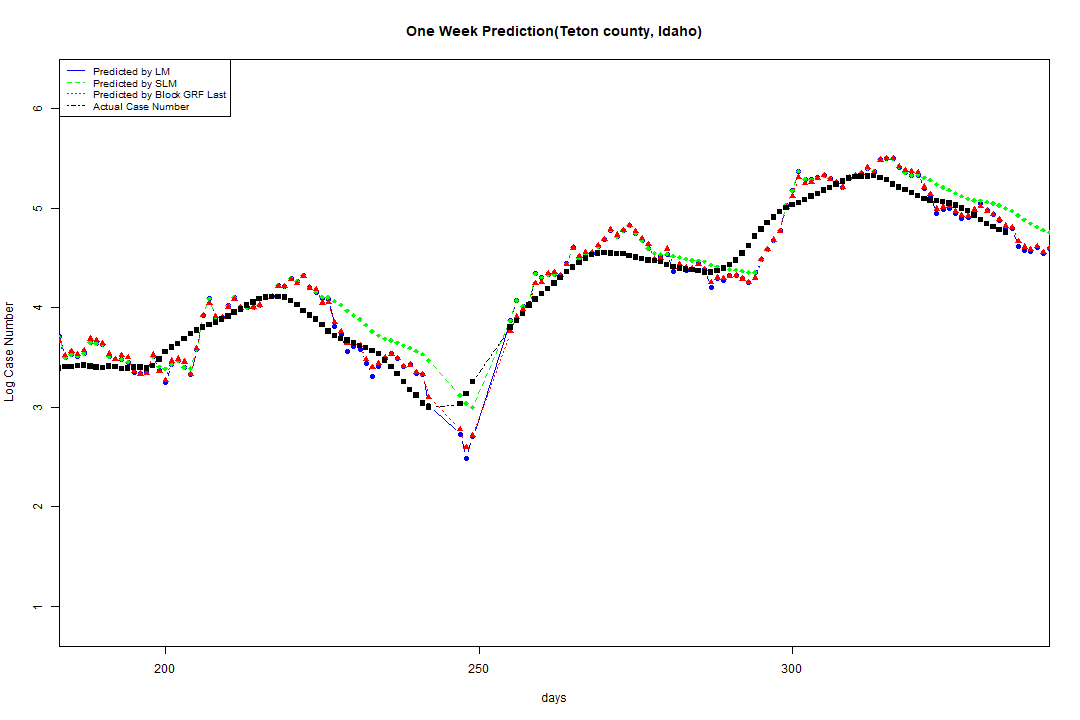 One Week Prediction(Teton county, Idaho)
Predicted by LM
Predicted by SLM
Predicted by Block GRF Last
Actual Case Number
6
5
4
3
2
1
Log Case Number
200
250
300
days